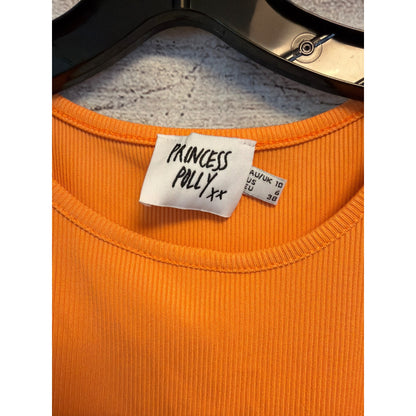 PRINCESS
POLLY xx
AU/UK 10
US 6
EU 38